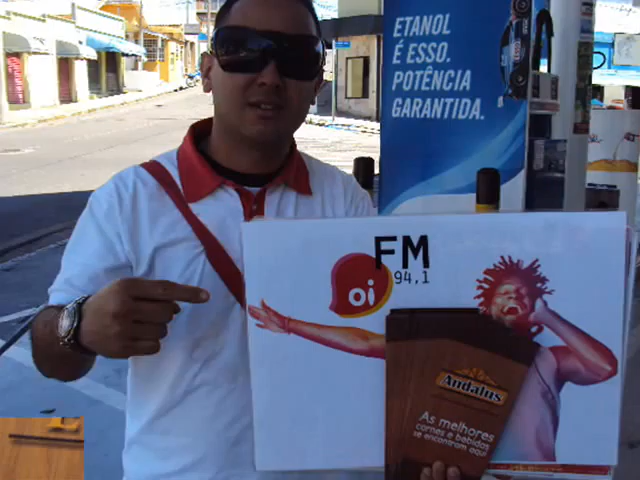 ETANOL
É ESSO.
POTÊNCIA
GARANTIDA.
FM
94,1
oi
Andalus
As melhores
carnes e bebidas
se encontram aqui